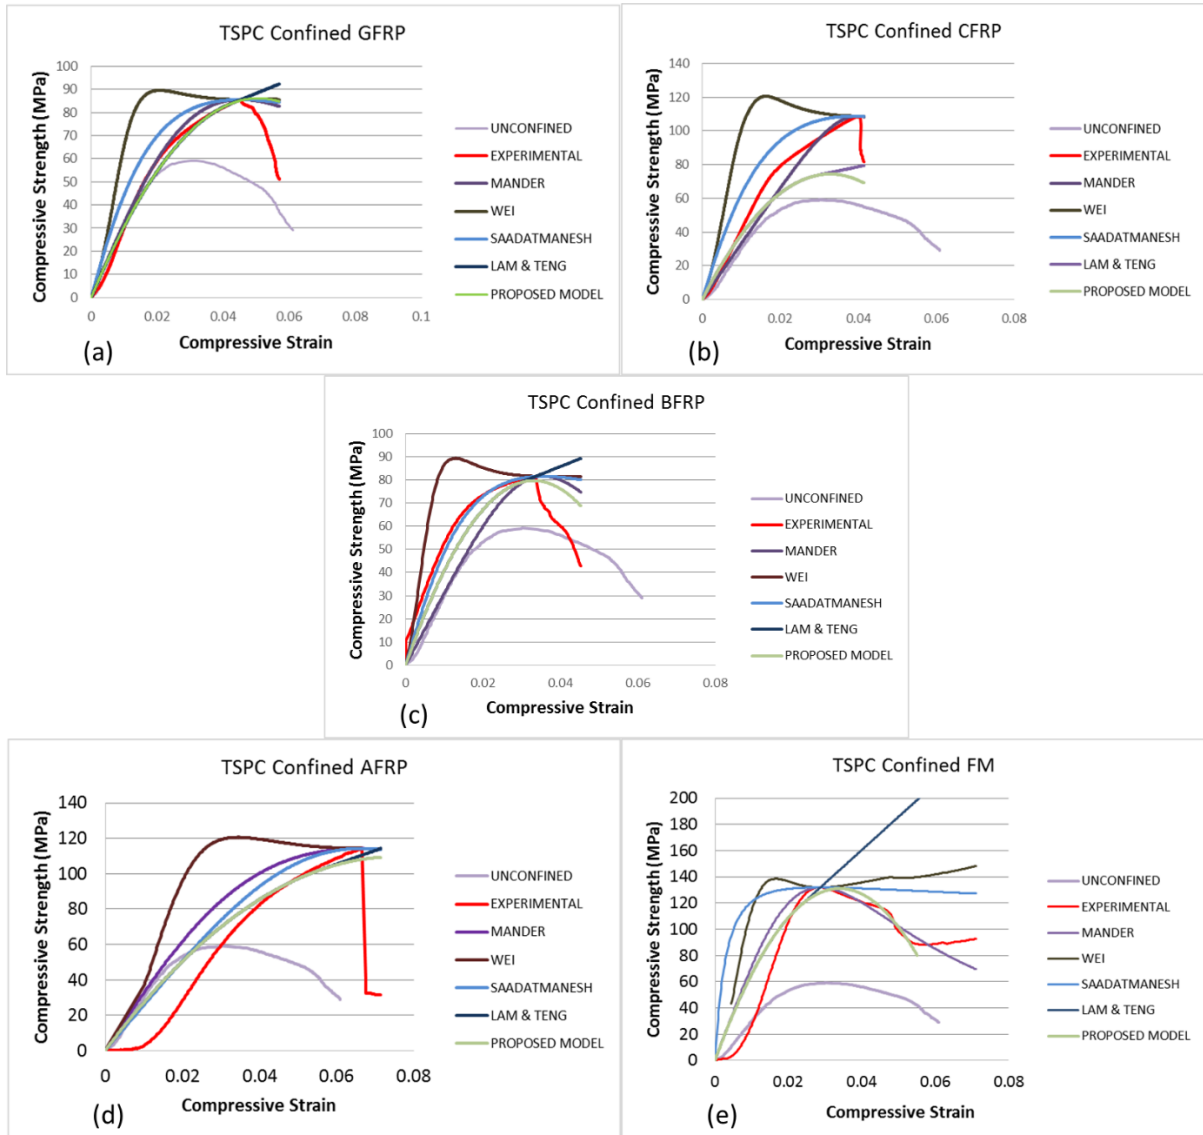 TSPC Confined GFRP
Compressive Strength (MPa)
100
90
80
70
60
50
40
30
20
10
0
0 0.02 0.04 0.06 0.08 0.1
Compressive Strain
(a)
UNCONFINED
EXPERIMENTAL
MANDER
WEI
SAADATMANESH
LAM & TENG
PROPOSED MODEL
TSPC Confined CFRP
Compressive Strength (MPa)
140
120
100
80
60
40
20
0
0 0.02 0.04 0.06 0.08
Compressive Strain
(b)
UNCONFINED
EXPERIMENTAL
MANDER
WEI
SAADATMANESH
LAM & TENG
PROPOSED MODEL
TSPC Confined BFRP
Compressive Strength (MPa)
100
90
80
70
60
50
40
30
20
10
0
0 0.02 0.04 0.06 0.08
Compressive Strain
(c)
UNCONFINED
EXPERIMENTAL
MANDER
WEI
SAADATMANESH
LAM & TENG
PROPOSED MODEL
TSPC Confined AFRP
Compressive Strength (MPa)
140
120
100
80
60
40
20
0
0 0.02 0.04 0.06 0.08
Compressive Strain
(d)
UNCONFINED
EXPERIMENTAL
MANDER
WEI
SAADATMANESH
LAM & TENG
PROPOSED MODEL
TSPC Confined FM
Compressive Strength (MPa)
200
180
160
140
120
100
80
60
40
20
0
0 0.02 0.04 0.06 0.08
Compressive Strain
(e)
UNCONFINED
EXPERIMENTAL
MANDER
WEI
SAADATMANESH
LAM & TENG
PROPOSED MODEL